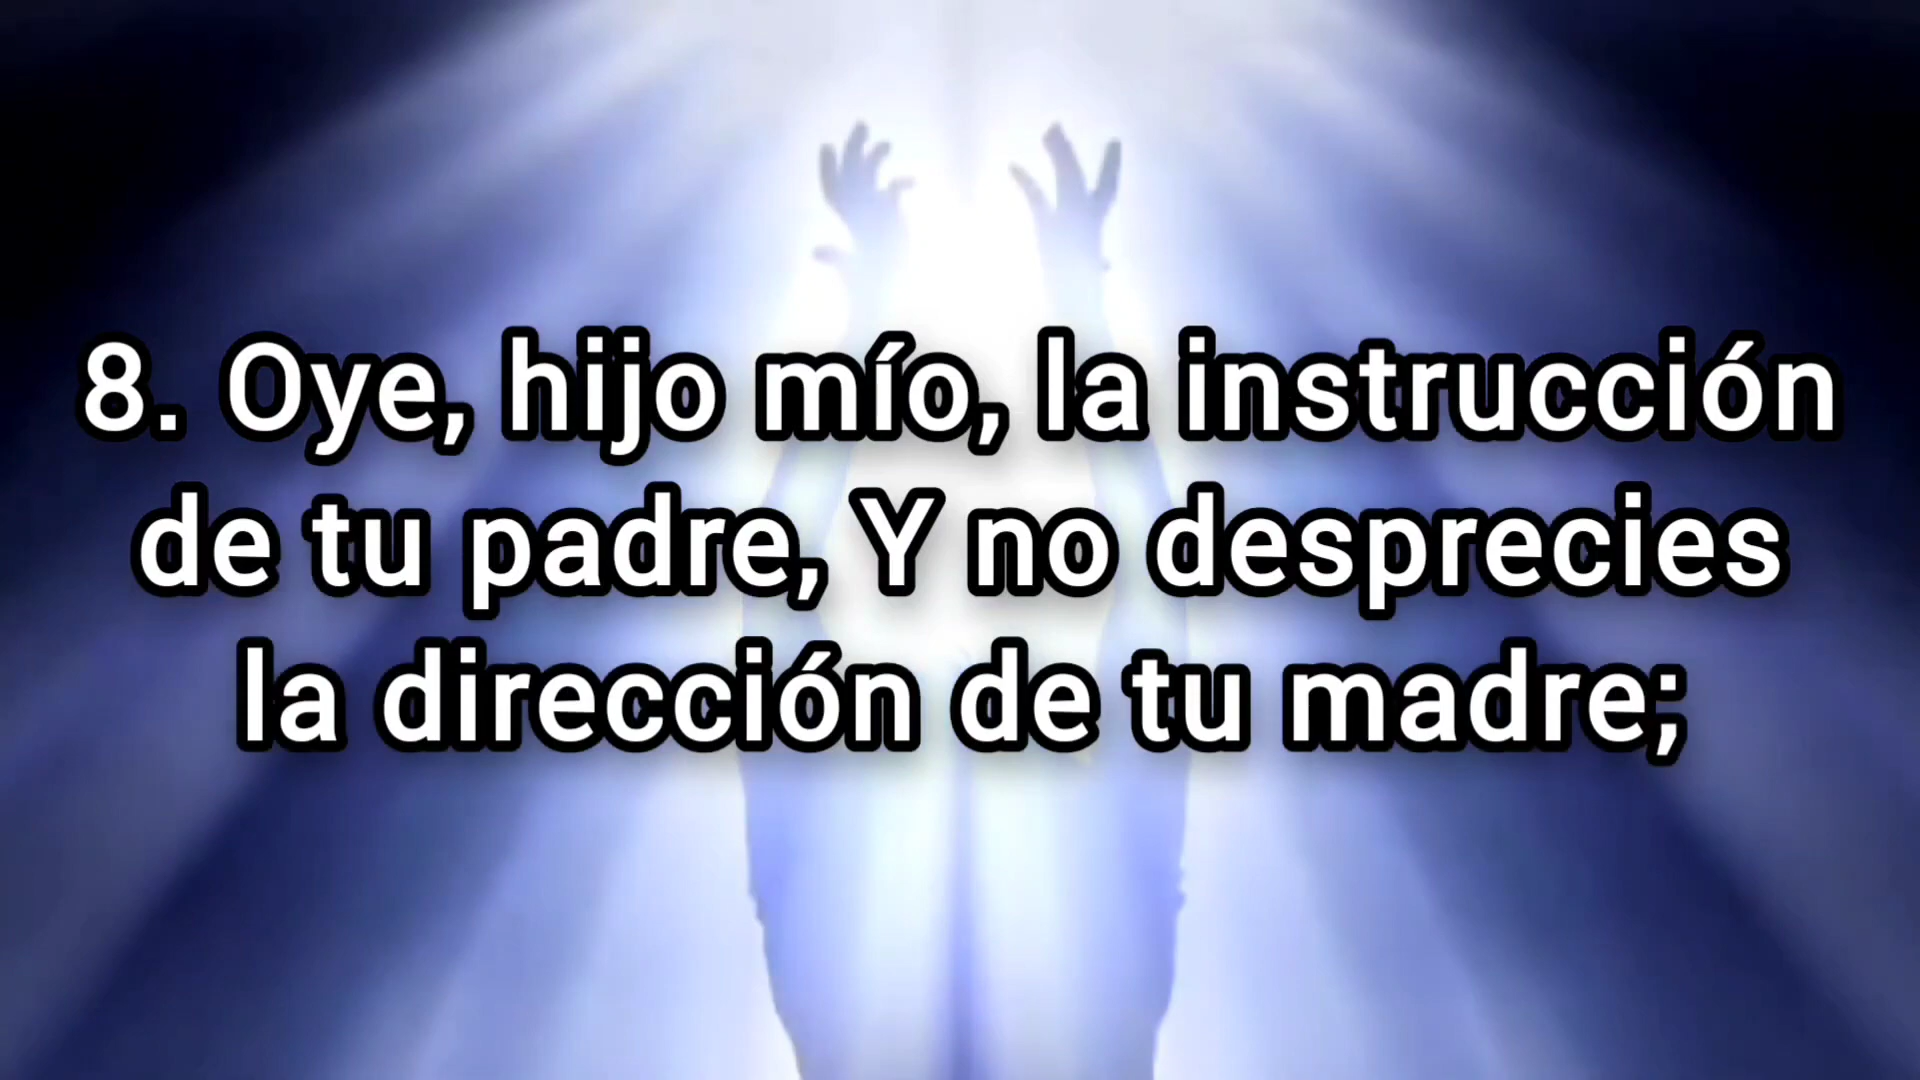 8. Oye, hijo mío, la instrucción
de tu padre, Y no desprecies
la dirección de tu madre;